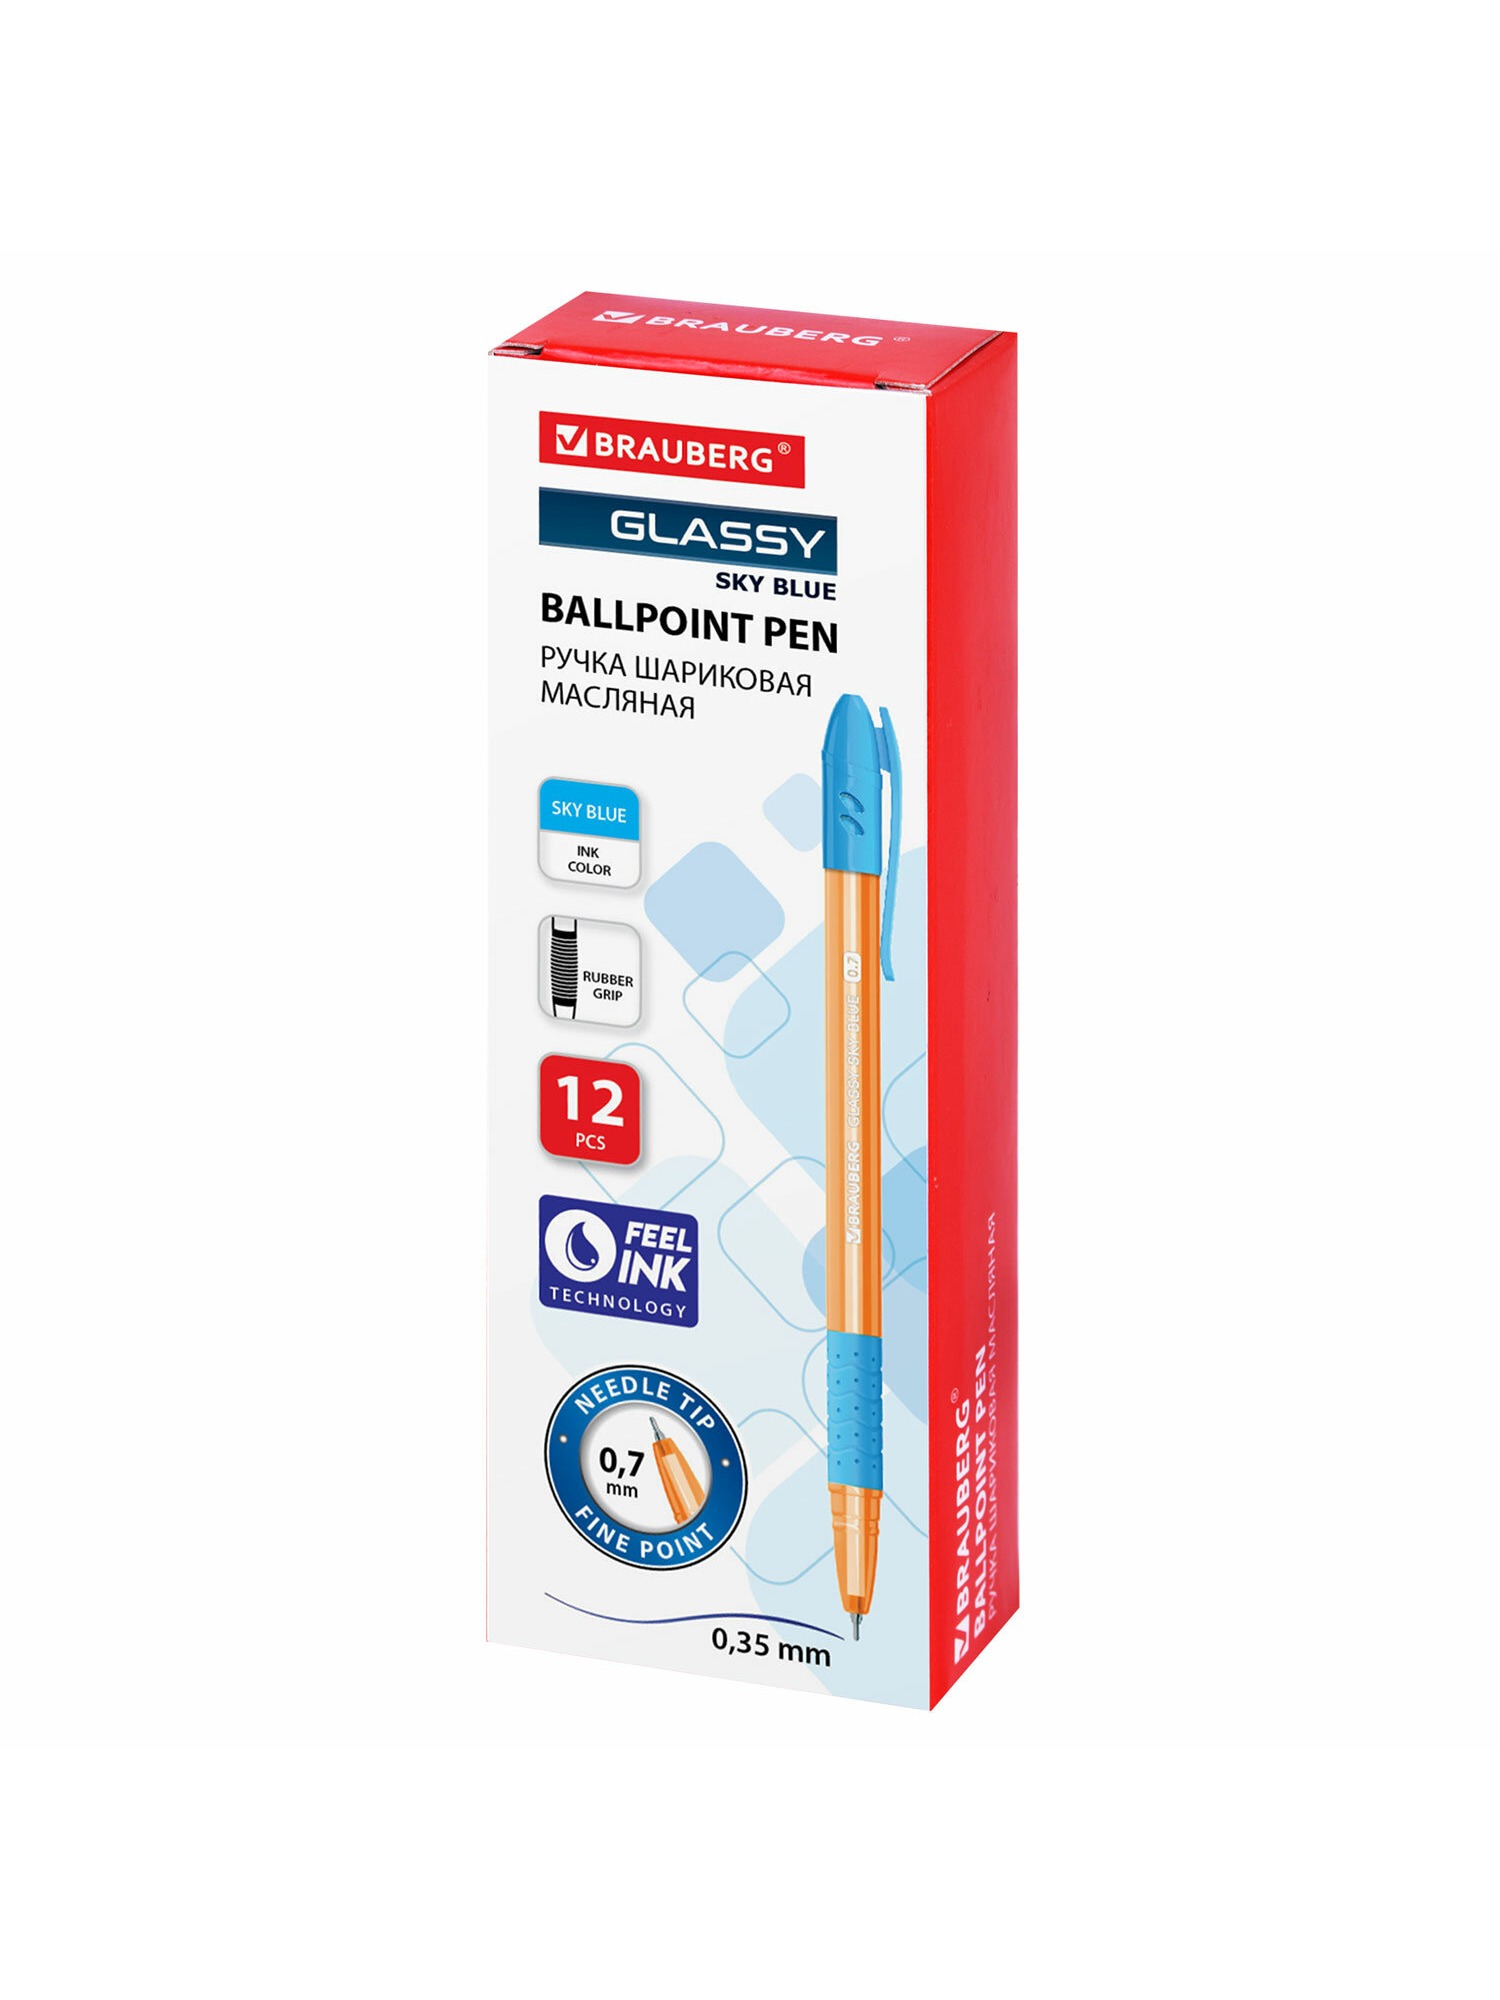 BRAUBERG ®
BRAUBERG®
GLASSY
SKY BLUE
BALLPOINT PEN
РУЧКА ШАРИКОВАЯ
МАСЛЯНАЯ
SKY BLUE
INK
COLOR
RUBBER
GRIP
12
PCS
FEEL
INK
TECHNOLOGY
NEEDLE TIP
0,7
mm
FINE POINT
0,35 mm
BRAUBERG GLASSY SKY BLUE 0.7
BRAUBERG®
BALLPOINT PEN
РУЧКА ШАРИКОВАЯ МАСЛЯНАЯ